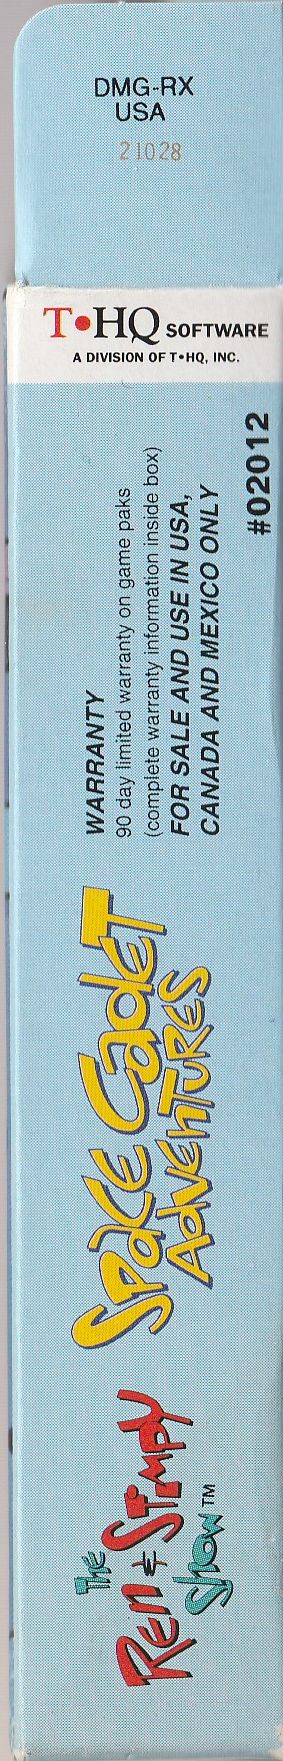 DMG-RX
USA
21028
T•HQ SOFTWARE
A DIVISION OF T•HQ, INC.
#02012
WARRANTY
90 day limited warranty on game paks
(complete warranty information inside box)
FOR SALE AND USE IN USA,
CANADA AND MEXICO ONLY
SPaCE CadET
AdVEnTURES
THE
REn & STiMPY
SHOW™